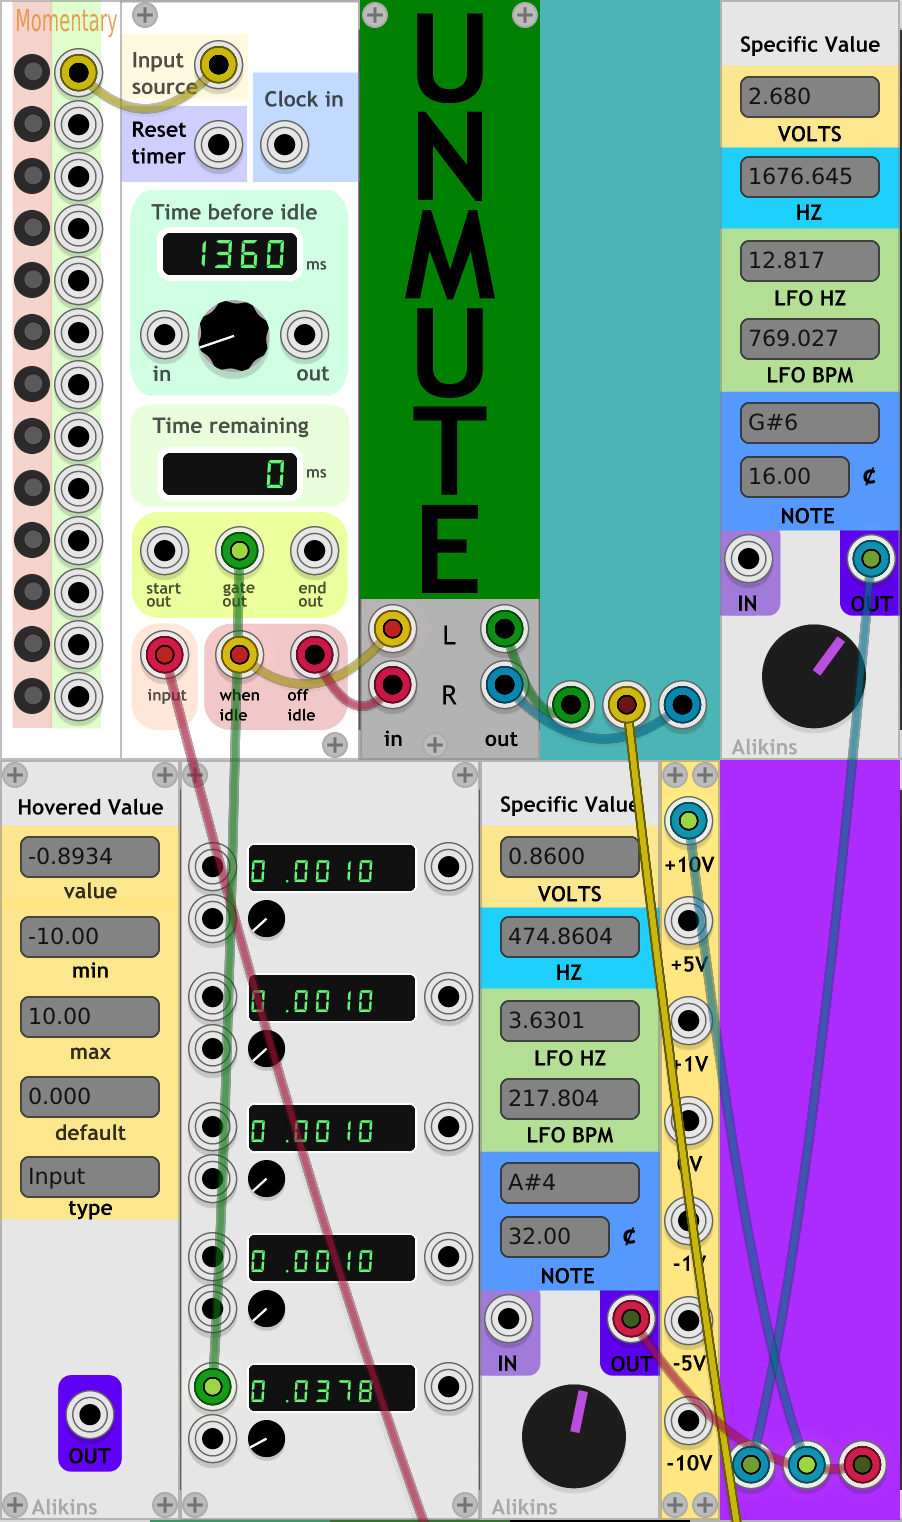 Momentary
Input
source
Clock in
Reset
timer
Time before idle
1360 ms
in
out
Time remaining
0 ms
start
out
gate
out
end
out
input
when
idle
off
idle
UNMUTE
L
R
in
out
Specific Value
2.680
VOLTS
1676.645
HZ
12.817
LFO HZ
769.027
LFO BPM
G#6
16.00 ¢
NOTE
IN
OUT
Alikins
Hovered Value
-0.8934
value
-10.00
min
10.00
max
0.000
default
Input
type
OUT
Alikins
0 .0010
0 .0010
0 .0010
0 .0010
0 .0378
Specific Value
0.8600
VOLTS
474.8604
HZ
3.6301
LFO HZ
217.804
LFO BPM
A#4
32.00 ¢
NOTE
IN
OUT
Alikins
+10V
+5V
+1V
0V
-1V
-5V
-10V